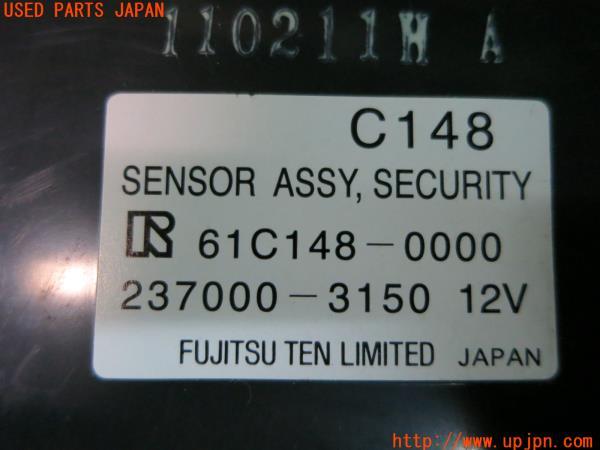 USED PARTS JAPAN
110211H A
C148
SENSOR ASSY, SECURITY
R 61C148-0000
237000-3150 12V
FUJITSU TEN LIMITED JAPAN
http://www.upjpn.com/